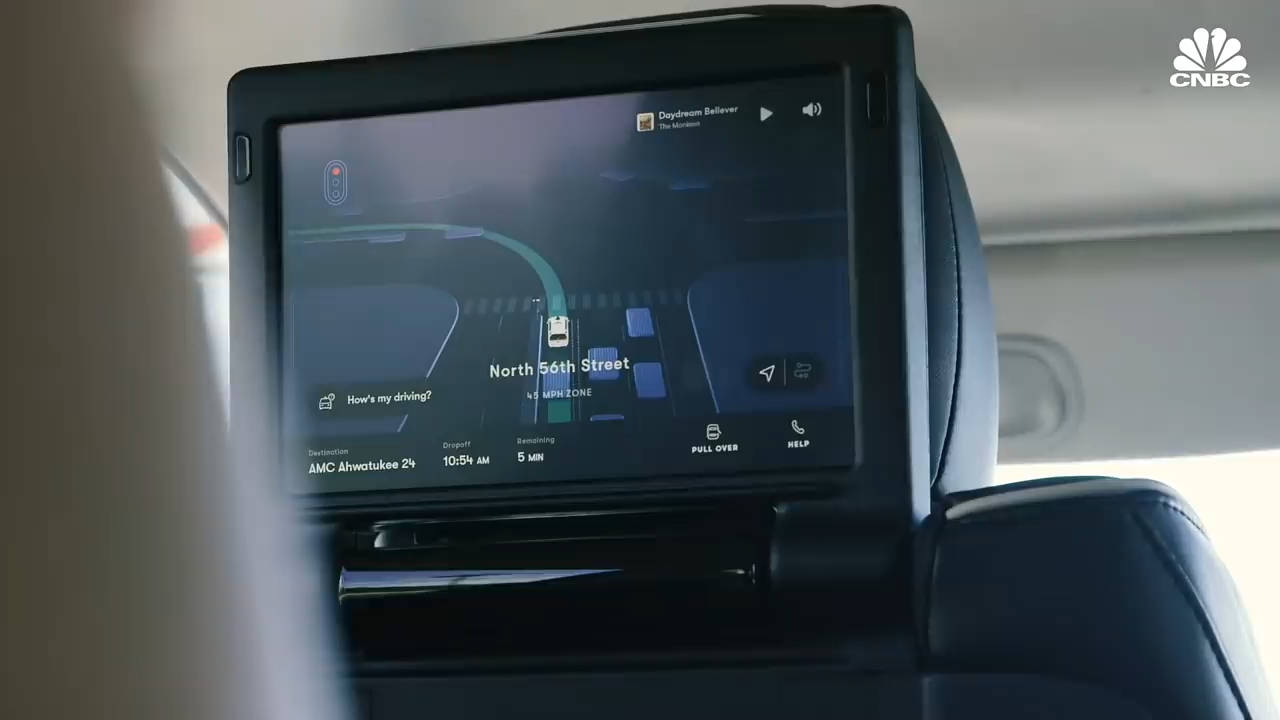 CNBC
Daydream Believer
The Monkees
How's my driving?
North 56th Street
45 MPH ZONE
Destination
AMC Ahwatukee 24
Dropoff
10:54 AM
Remaining
5 MIN
PULL OVER
HELP